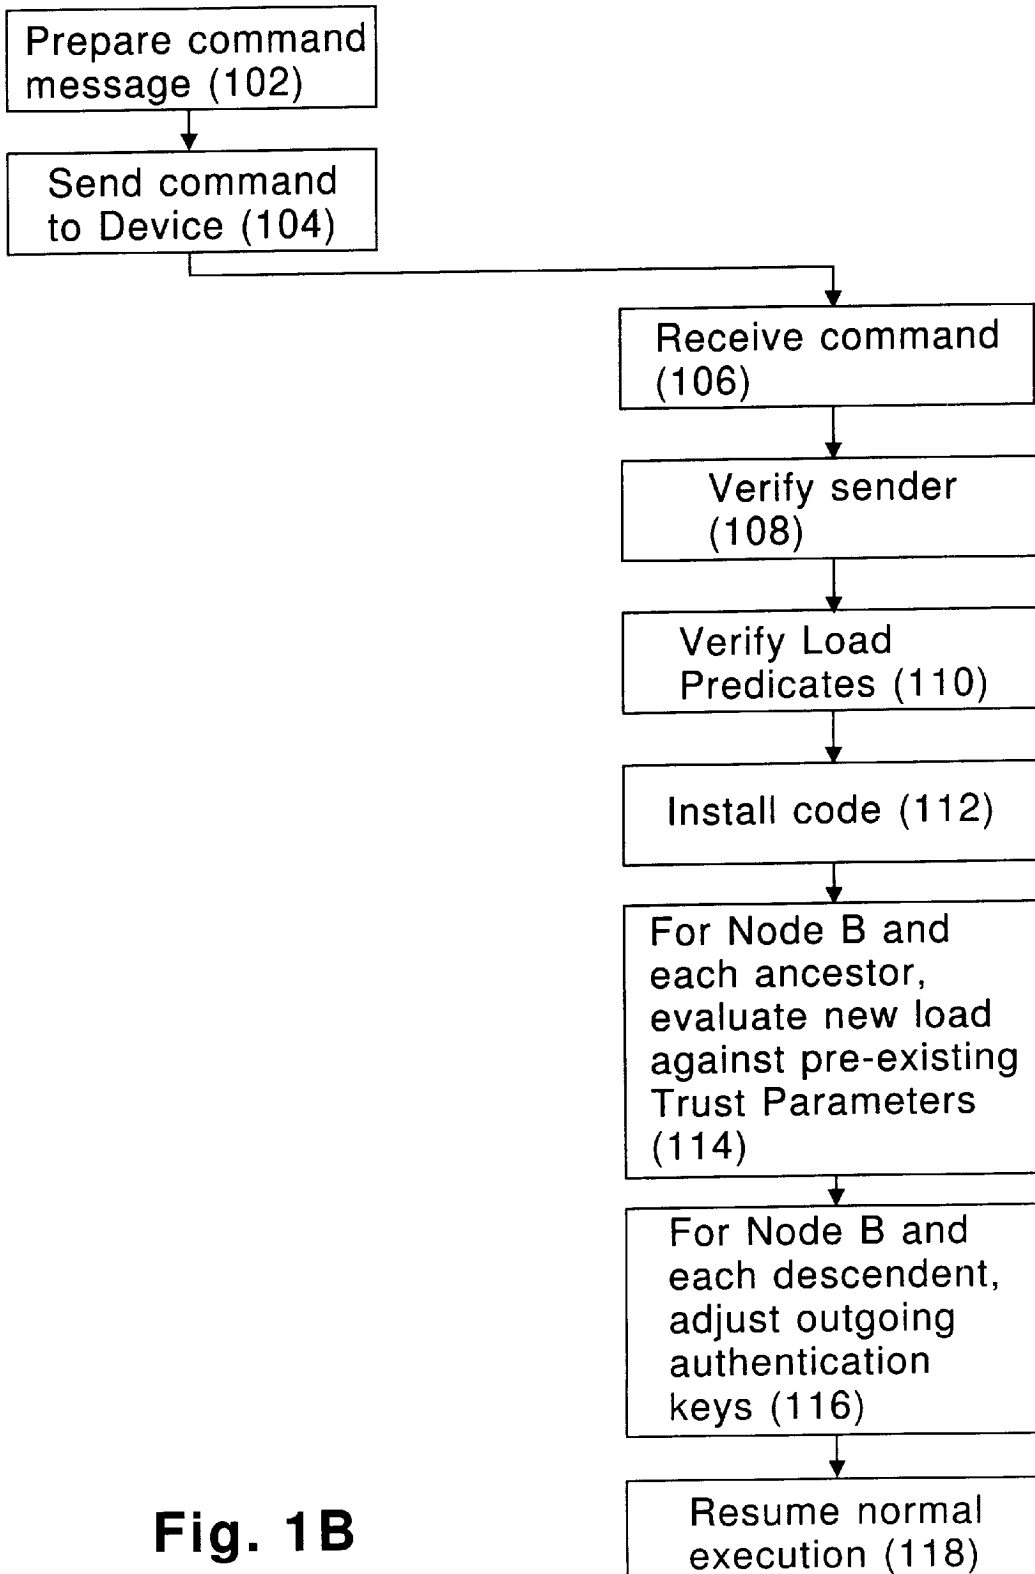 Prepare command
message (102)
Send command
to Device (104)
Receive command
(106)
Verify sender
(108)
Verify Load
Predicates (110)
Install code (112)
For Node B and
each ancestor,
evaluate new load
against pre-existing
Trust Parameters
(114)
For Node B and
each descendent,
adjust outgoing
authentication
keys (116)
Resume normal
execution (118)
Fig. 1B